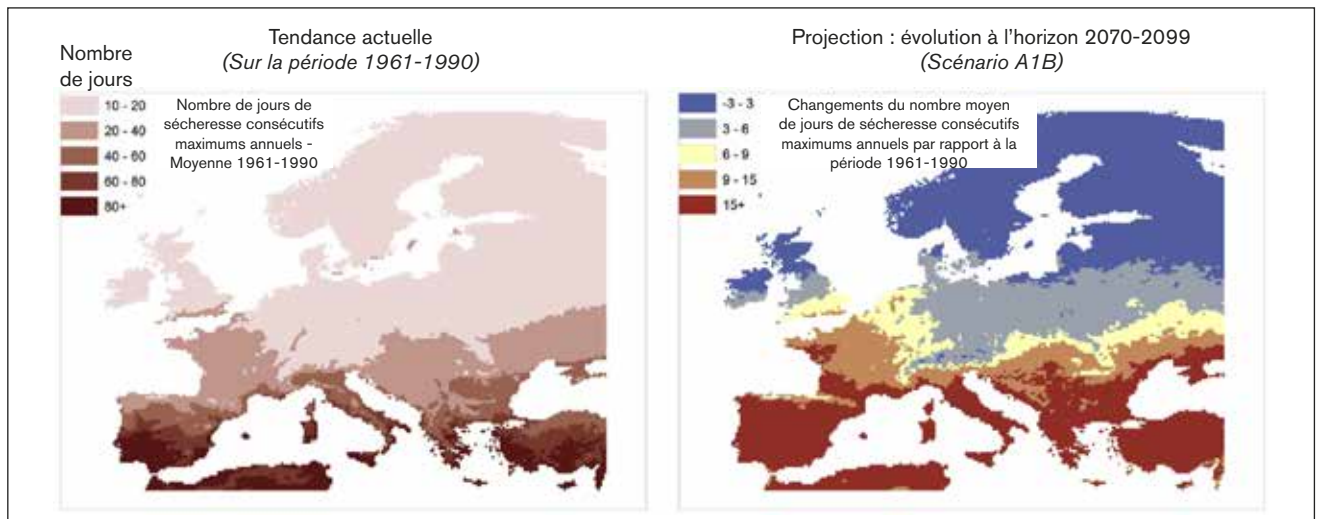 Nombre
de jours
Tendance actuelle
(Sur la période 1961-1990)
10 - 20
20 - 40
40 - 60
60 - 80
80+
Nombre de jours de
sécheresse consécutifs
maximums annuels -
Moyenne 1961-1990
Projection : évolution à l'horizon 2070-2099
(Scénario A1B)
-3 - 3
3 - 6
6 - 9
9 - 15
15+
Changements du nombre moyen
de jours de sécheresse consécutifs
maximums annuels par rapport à la
période 1961-1990